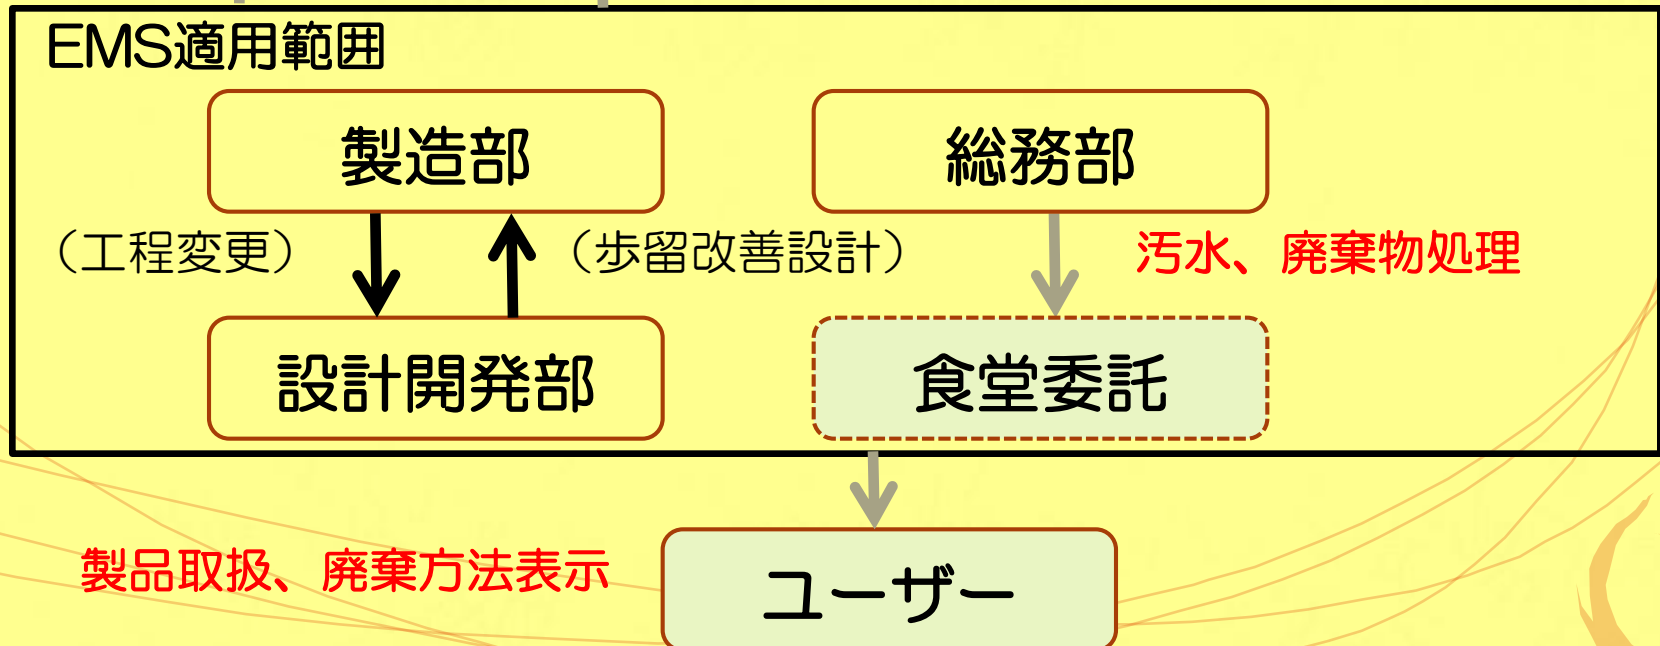 EMS適用範囲
製造部
総務部
（工程変更）
（歩留改善設計）
汚水、廃棄物処理
設計開発部
食堂委託
製品取扱、廃棄方法表示
ユーザー